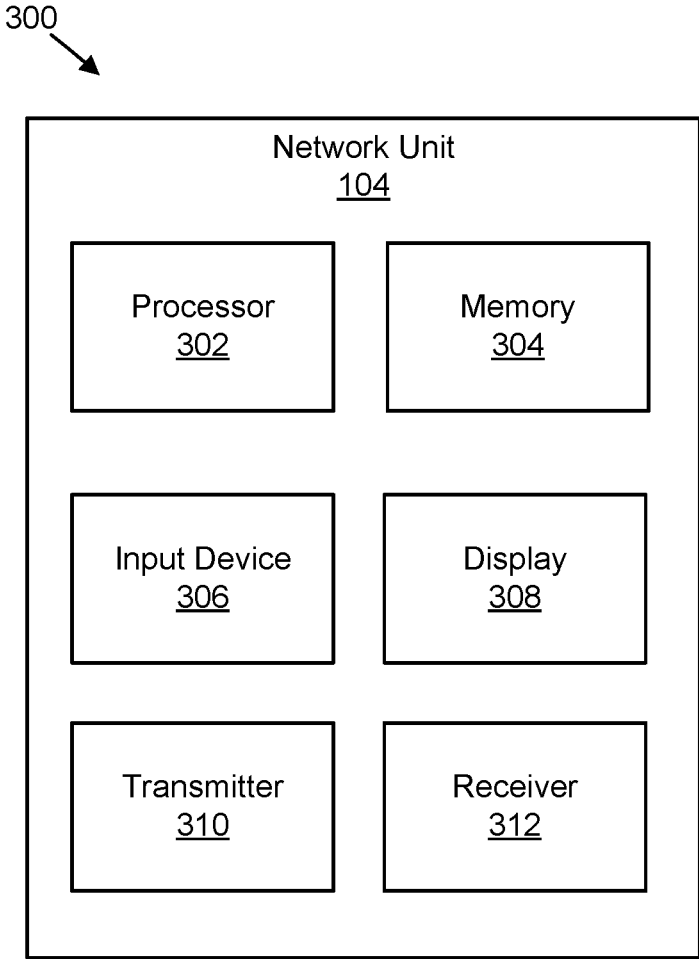 300
Network Unit
104
Processor
302
Memory
304
Input Device
306
Display
308
Transmitter
310
Receiver
312